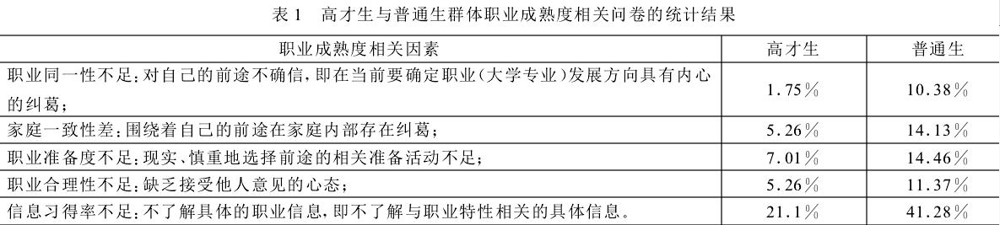 表1 高才生与普通生群体职业成熟度相关问卷的统计结果
职业成熟度相关因素 高才生 普通生
职业同一性不足:对自己的前途不确信,即在当前要确定职业(大学专业)发展方向具有内心
的纠葛; 1.75% 10.38%
家庭一致性差:围绕着自己的前途在家庭内部存在纠葛; 5.26% 14.13%
职业准备度不足:现实、慎重地选择前途的相关准备活动不足; 7.01% 14.46%
职业合理性不足:缺乏接受他人意见的心态; 5.26% 11.37%
信息习得率不足:不了解具体的职业信息,即不了解与职业特性相关的具体信息。 21.1% 41.28%